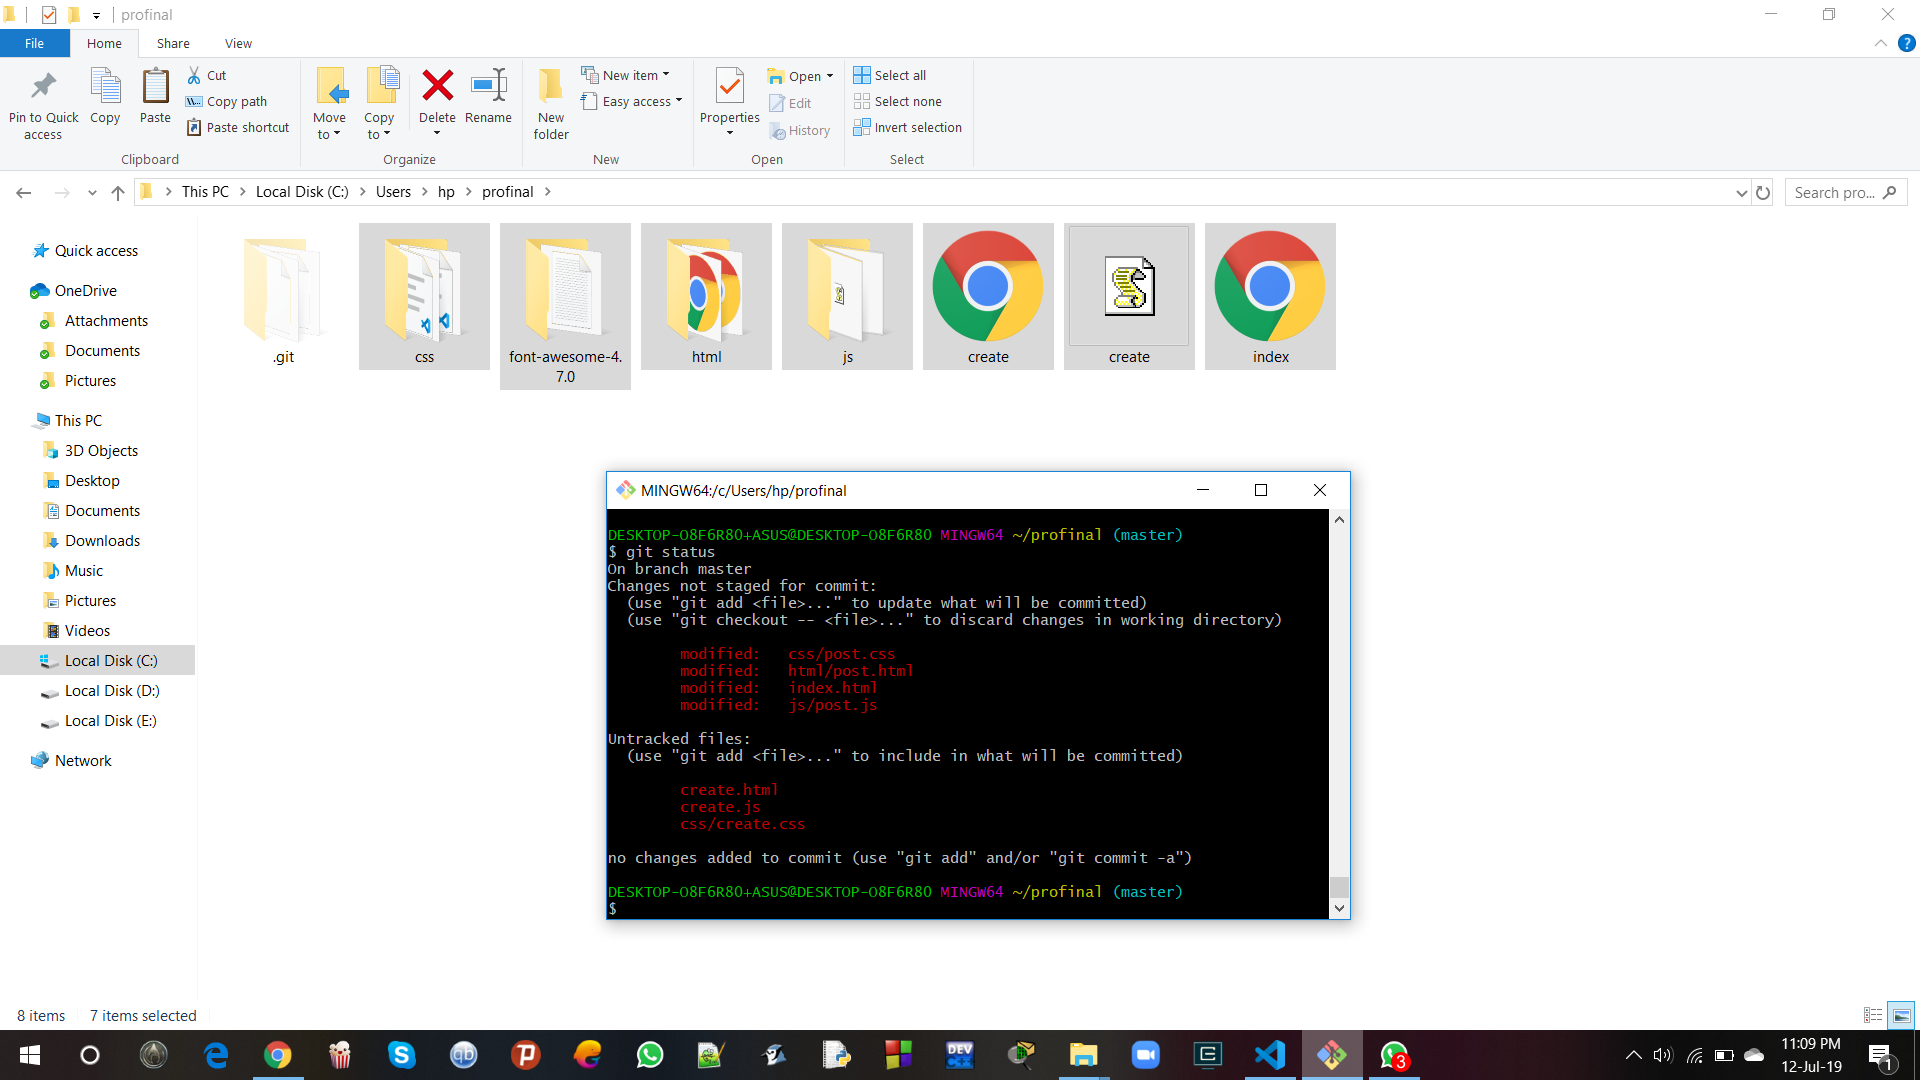 profinal
File
Home
Share
View
Pin to Quick access
Copy
Paste
Cut
Copy path
Paste shortcut
Clipboard
Move to
Copy to
Delete
Rename
Organize
New folder
New item
Easy access
New
Properties
Open
Edit
History
Open
Select all
Select none
Invert selection
Select
This PC > Local Disk (C:) > Users > hp > profinal >
Search pro...
Quick access
OneDrive
Attachments
Documents
Pictures
This PC
3D Objects
Desktop
Documents
Downloads
Music
Pictures
Videos
Local Disk (C:)
Local Disk (D:)
Local Disk (E:)
Network
.git
css
font-awesome-4.
7.0
html
js
create
create
index
MINGW64:/c/Users/hp/profinal
DESKTOP-O8F6R80+ASUS@DESKTOP-O8F6R80 MINGW64 ~/profinal (master)
$ git status
On branch master
Changes not staged for commit:
  (use "git add <file>..." to update what will be committed)
  (use "git checkout -- <file>..." to discard changes in working directory)
modified:   css/post.css
modified:   html/post.html
modified:   index.html
modified:   js/post.js
Untracked files:
  (use "git add <file>..." to include in what will be committed)
create.html
create.js
css/create.css
no changes added to commit (use "git add" and/or "git commit -a")
DESKTOP-O8F6R80+ASUS@DESKTOP-O8F6R80 MINGW64 ~/profinal (master)
$
8 items
7 items selected
qb
DEV
C++
3
11:09 PM
12-Jul-19
1